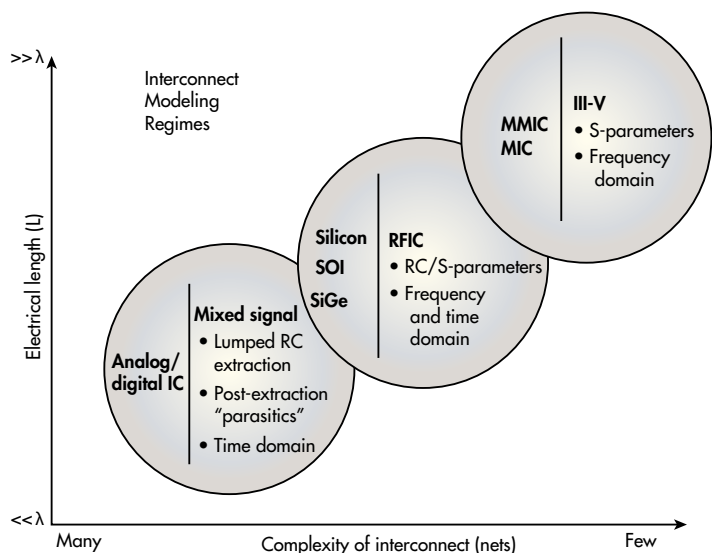 >>λ
Interconnect
Modeling
Regimes
Electrical length (L)
MMIC
MIC
III-V
• S-parameters
• Frequency
domain
Silicon
SOI
SiGe
RFIC
• RC/S-parameters
• Frequency
and time
domain
Analog/
digital IC
Mixed signal
• Lumped RC
extraction
• Post-extraction
“parasitics”
• Time domain
<<λ
Many
Complexity of interconnect (nets)
Few